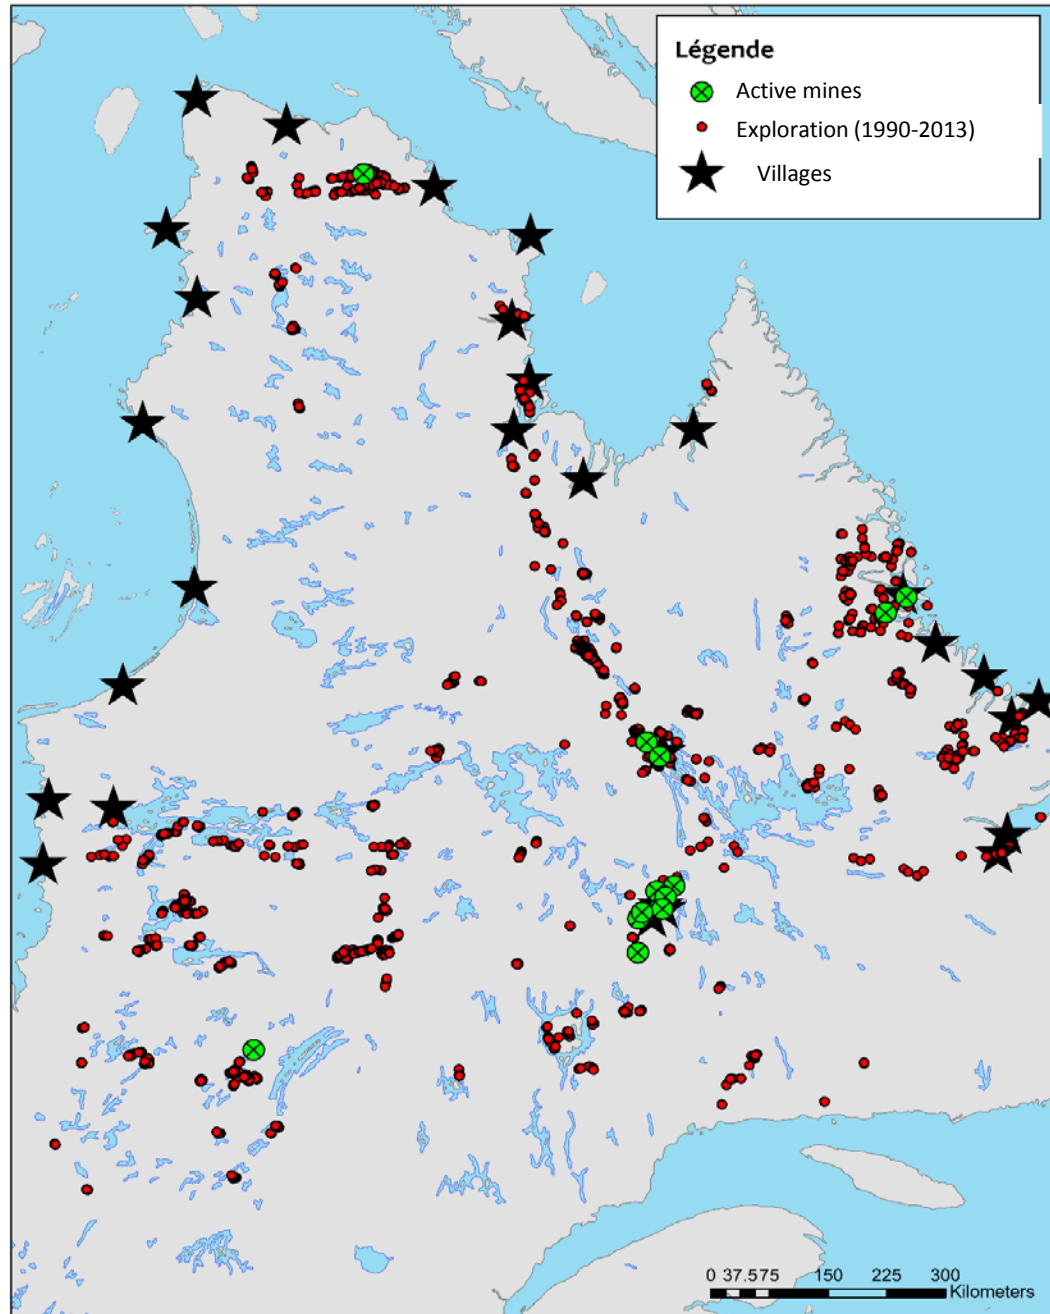 Légende
Active mines
Exploration (1990-2013)
Villages
0 37.575 150 225 300
Kilometers